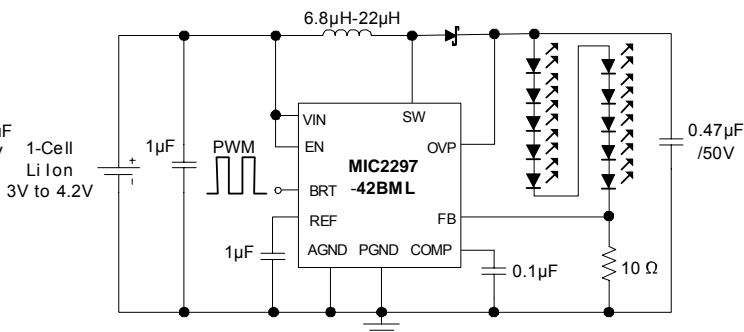 6.8µH-22µH
VIN
SW
EN
OVP
1-Cell
Li Ion
3V to 4.2V
+
-
1µF
PWM
MIC2297
-42BML
BRT
REF
FB
1µF
AGND PGND COMP
0.1µF
0.47µF
/50V
10 Ω